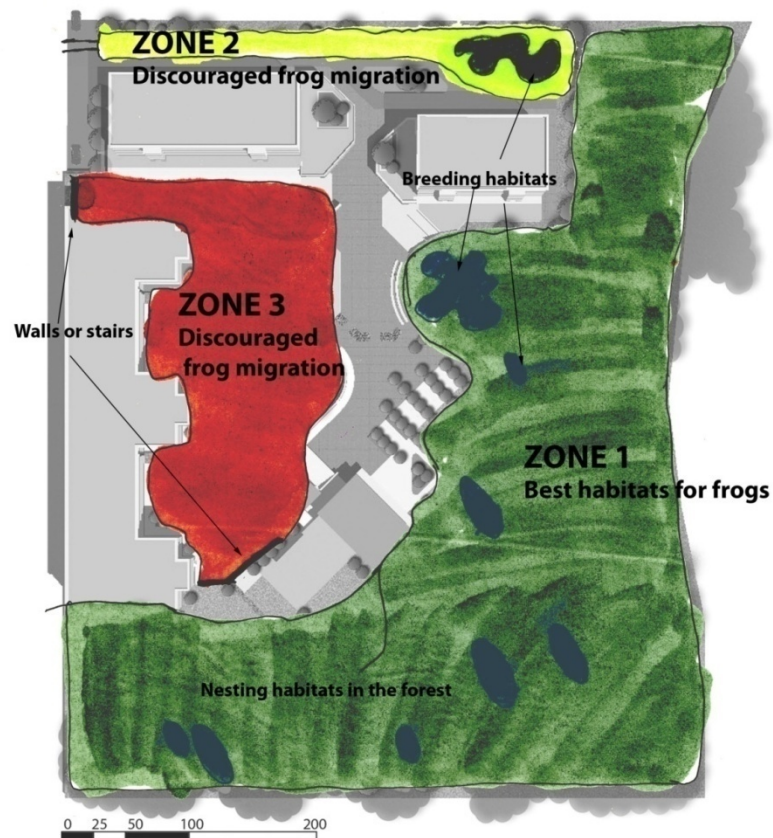 ZONE 2
Discouraged frog migration
Breeding habitats
ZONE 3
Discouraged
frog migration
Walls or stairs
ZONE 1
Best habitats for frogs
Nesting habitats in the forest
0 25 50 100 200